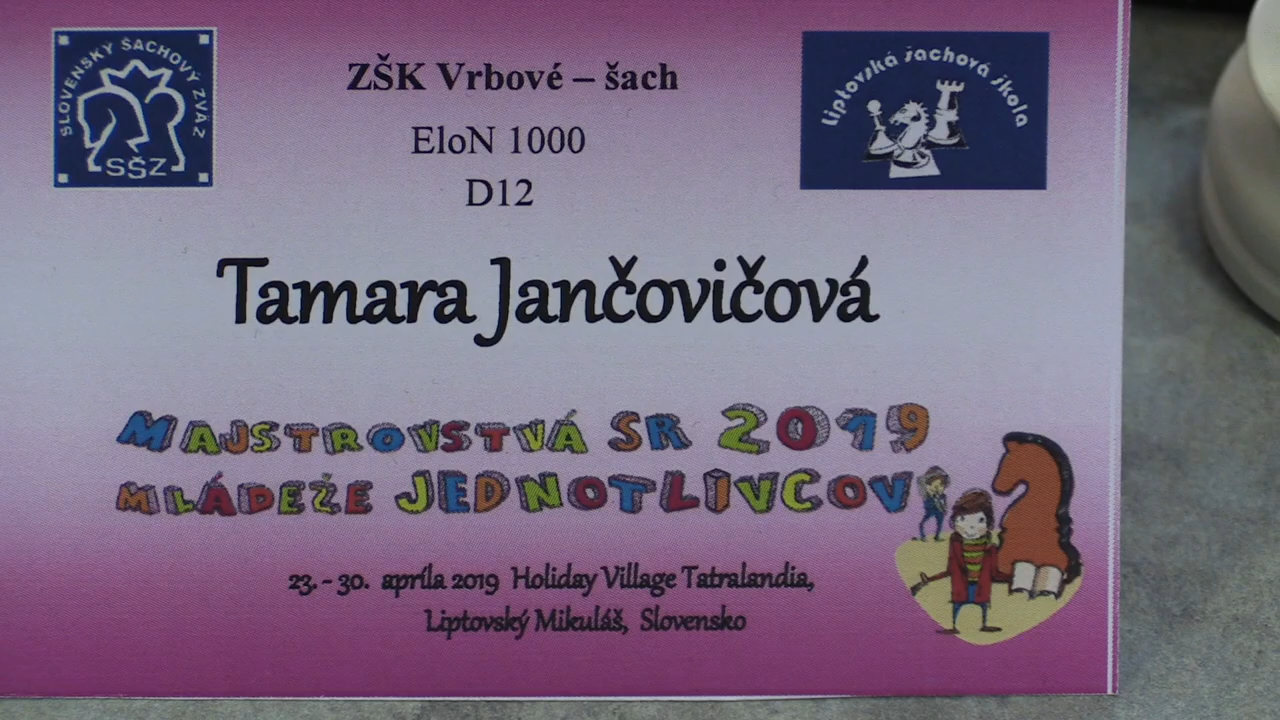 SLOVENSKÝ ŠACHOVÝ ZVÄZ
SŠZ
ZŠK Vrbové – šach
EloN 1000
D12
Liptovská šachová škola
Tamara Jančovičová
MAJSTROVSTVÁ SR 2019
MLÁDEŽE JEDNOTLIVCOV
23. - 30. apríla 2019 Holiday Village Tatralandia,
Liptovský Mikuláš, Slovensko